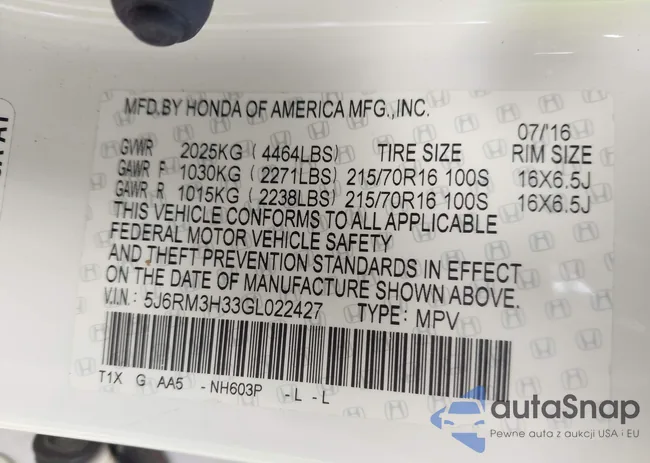 MFD.BY HONDA OF AMERICA MFG.,INC.
07/16
GVWR 2025KG (4464LBS) TIRE SIZE RIM SIZE
GAWR F 1030KG (2271LBS) 215/70R16 100S 16X6.5J
GAWR R 1015KG (2238LBS) 215/70R16 100S 16X6.5J
THIS VEHICLE CONFORMS TO ALL APPLICABLE
FEDERAL MOTOR VEHICLE SAFETY
AND THEFT PREVENTION STANDARDS IN EFFECT
ON THE DATE OF MANUFACTURE SHOWN ABOVE.
V.I.N.: 5J6RM3H33GL022427 TYPE: MPV
T1X G AA5 -NH603P -L -L
autaSnap
Pewne auta z aukcji USA i EU